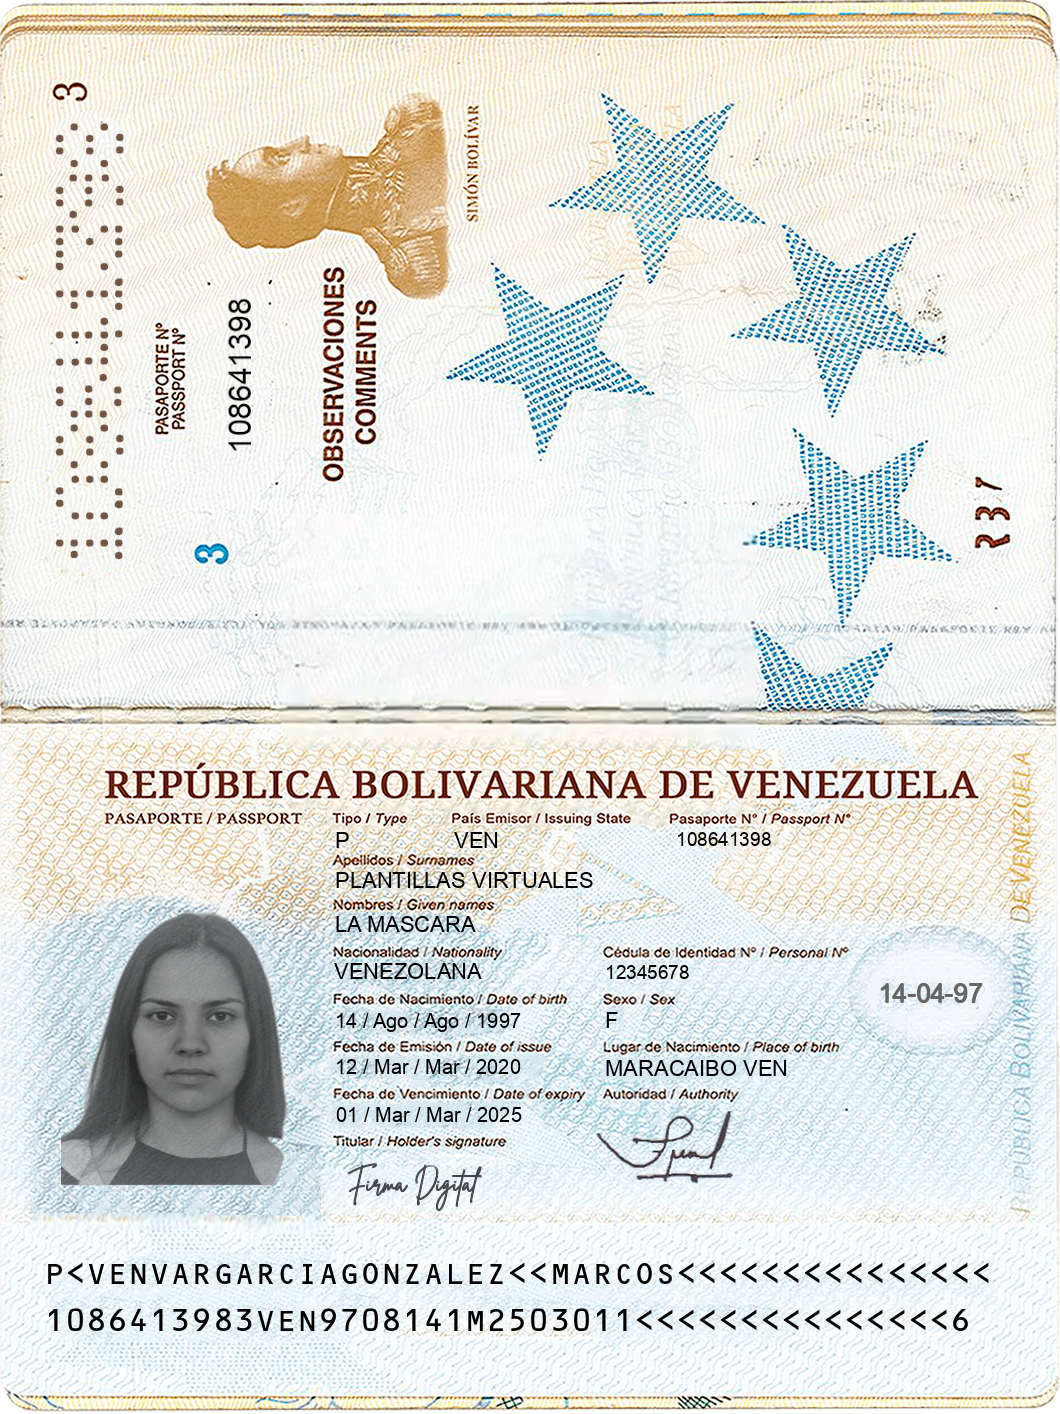 3
PASAPORTE Nº
PASSPORT Nº
108641398
3
OBSERVACIONES
COMMENTS
SIMÓN BOLÍVAR
REPÚBLICA BOLIVARIANA DE VENEZUELA
PASAPORTE / PASSPORT
Tipo / Type País Emisor / Issuing State Pasaporte N° / Passport N°
P VEN 108641398
Apellidos / Surnames
PLANTILLAS VIRTUALES
Nombres / Given names
LA MASCARA
Nacionalidad / Nationality Cédula de Identidad Nº / Personal Nº
VENEZOLANA 12345678
Fecha de Nacimiento / Date of birth Sexo / Sex
14 / Ago / Ago / 1997 F
Fecha de Emisión / Date of issue Lugar de Nacimiento / Place of birth
12 / Mar / Mar / 2020 MARACAIBO VEN
Fecha de Vencimiento / Date of expiry Autoridad / Authority
01 / Mar / Mar / 2025
Titular / Holder's signature
Firma Digital
14-04-97
REPÚBLICA BOLIVARIANA DE VENEZUELA
P<VENVARGARCIAGONZALEZ<<MARCOS<<<<<<<<<<<<<<<
1086413983VEN9708141M2503011<<<<<<<<<<<<<<<6